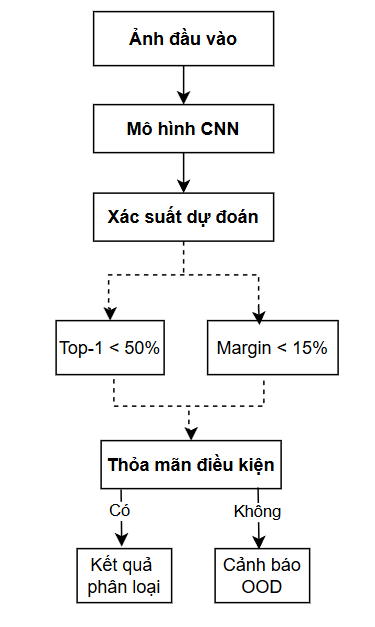 Ảnh đầu vào
Mô hình CNN
Xác suất dự đoán
Top-1 < 50%
Margin < 15%
Thỏa mãn điều kiện
Có
Không
Kết quả
phân loại
Cảnh báo
OOD